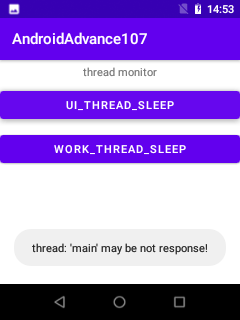 14:53
AndroidAdvance107
thread monitor
UI_THREAD_SLEEP
WORK_THREAD_SLEEP
thread: 'main' may be not response!